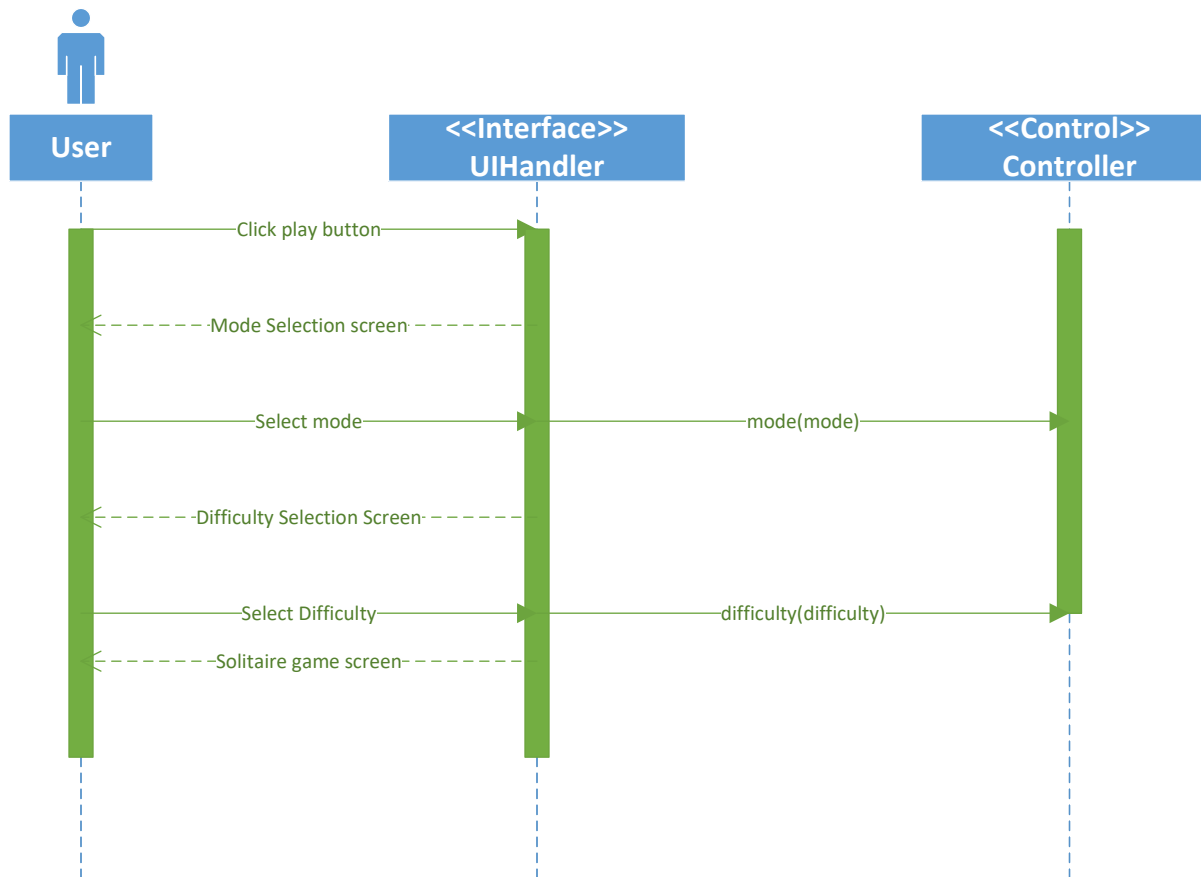 User
<<Interface>>
UIHandler
<<Control>>
Controller
Click play button
Mode Selection screen
Select mode
mode(mode)
Difficulty Selection Screen
Select Difficulty
difficulty(difficulty)
Solitaire game screen